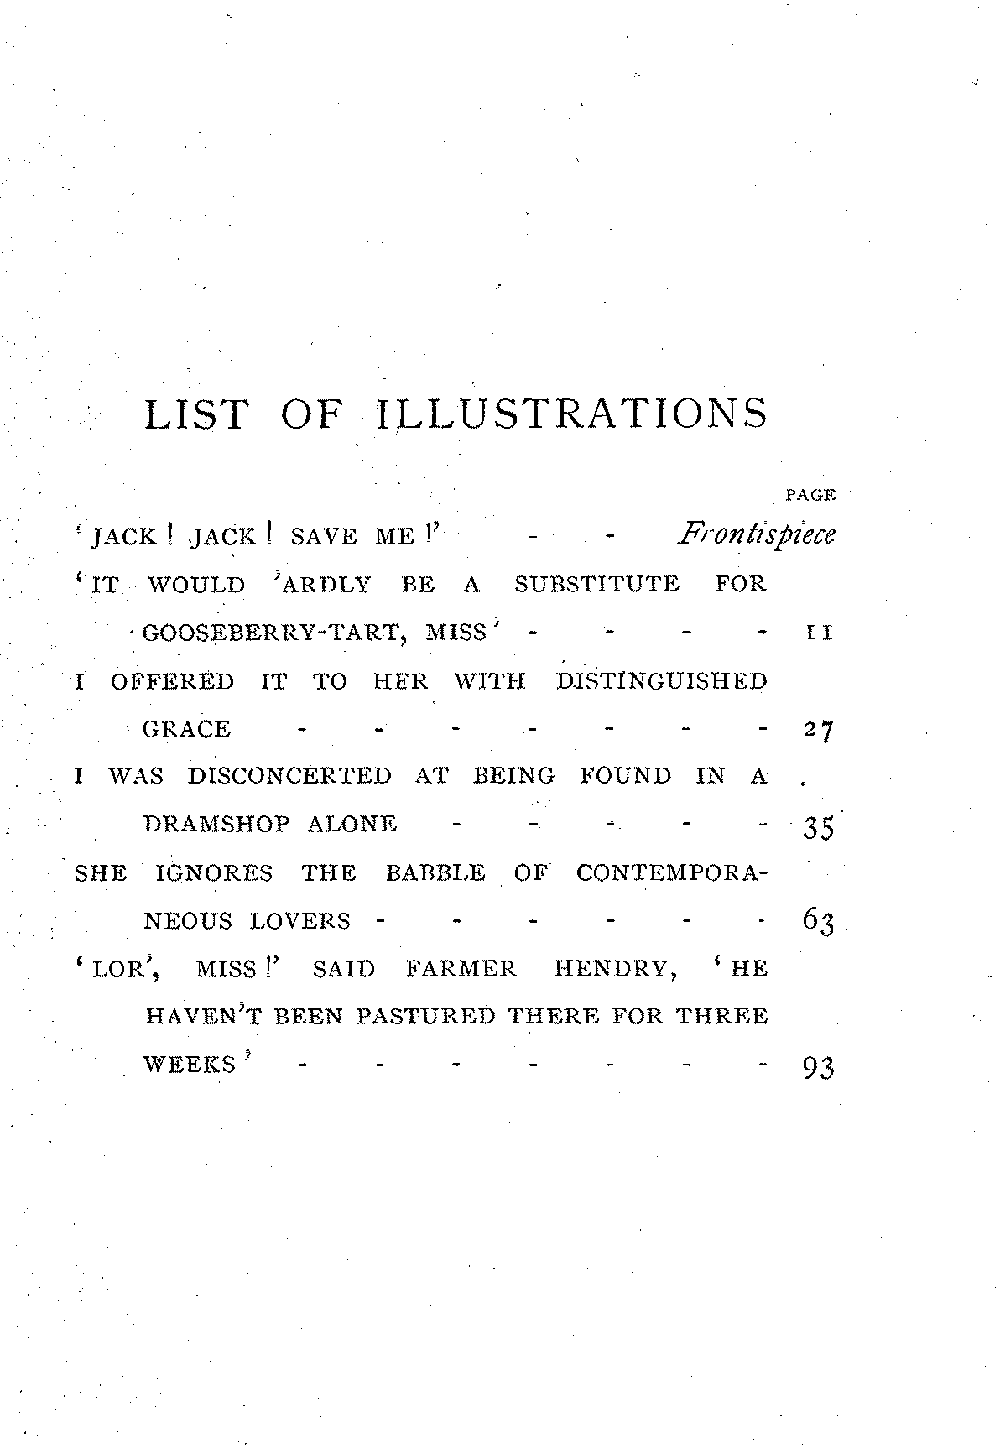 LIST OF ILLUSTRATIONS
PAGE
‘JACK! JACK! SAVE ME!’ - - Frontispiece
‘IT WOULD ’ARDLY BE A SUBSTITUTE FOR
GOOSEBERRY-TART, MISS’ - - - - 11
I OFFERED IT TO HER WITH DISTINGUISHED
GRACE - - - - - - - 27
I WAS DISCONCERTED AT BEING FOUND IN A
DRAMSHOP ALONE - - - - - 35
SHE IGNORES THE BABBLE OF CONTEMPORA-
NEOUS LOVERS - - - - - - 63
‘LOR’, MISS!’ SAID FARMER HENDRY, ‘HE
HAVEN’T BEEN PASTURED THERE FOR THREE
WEEKS’ - - - - - - - 93